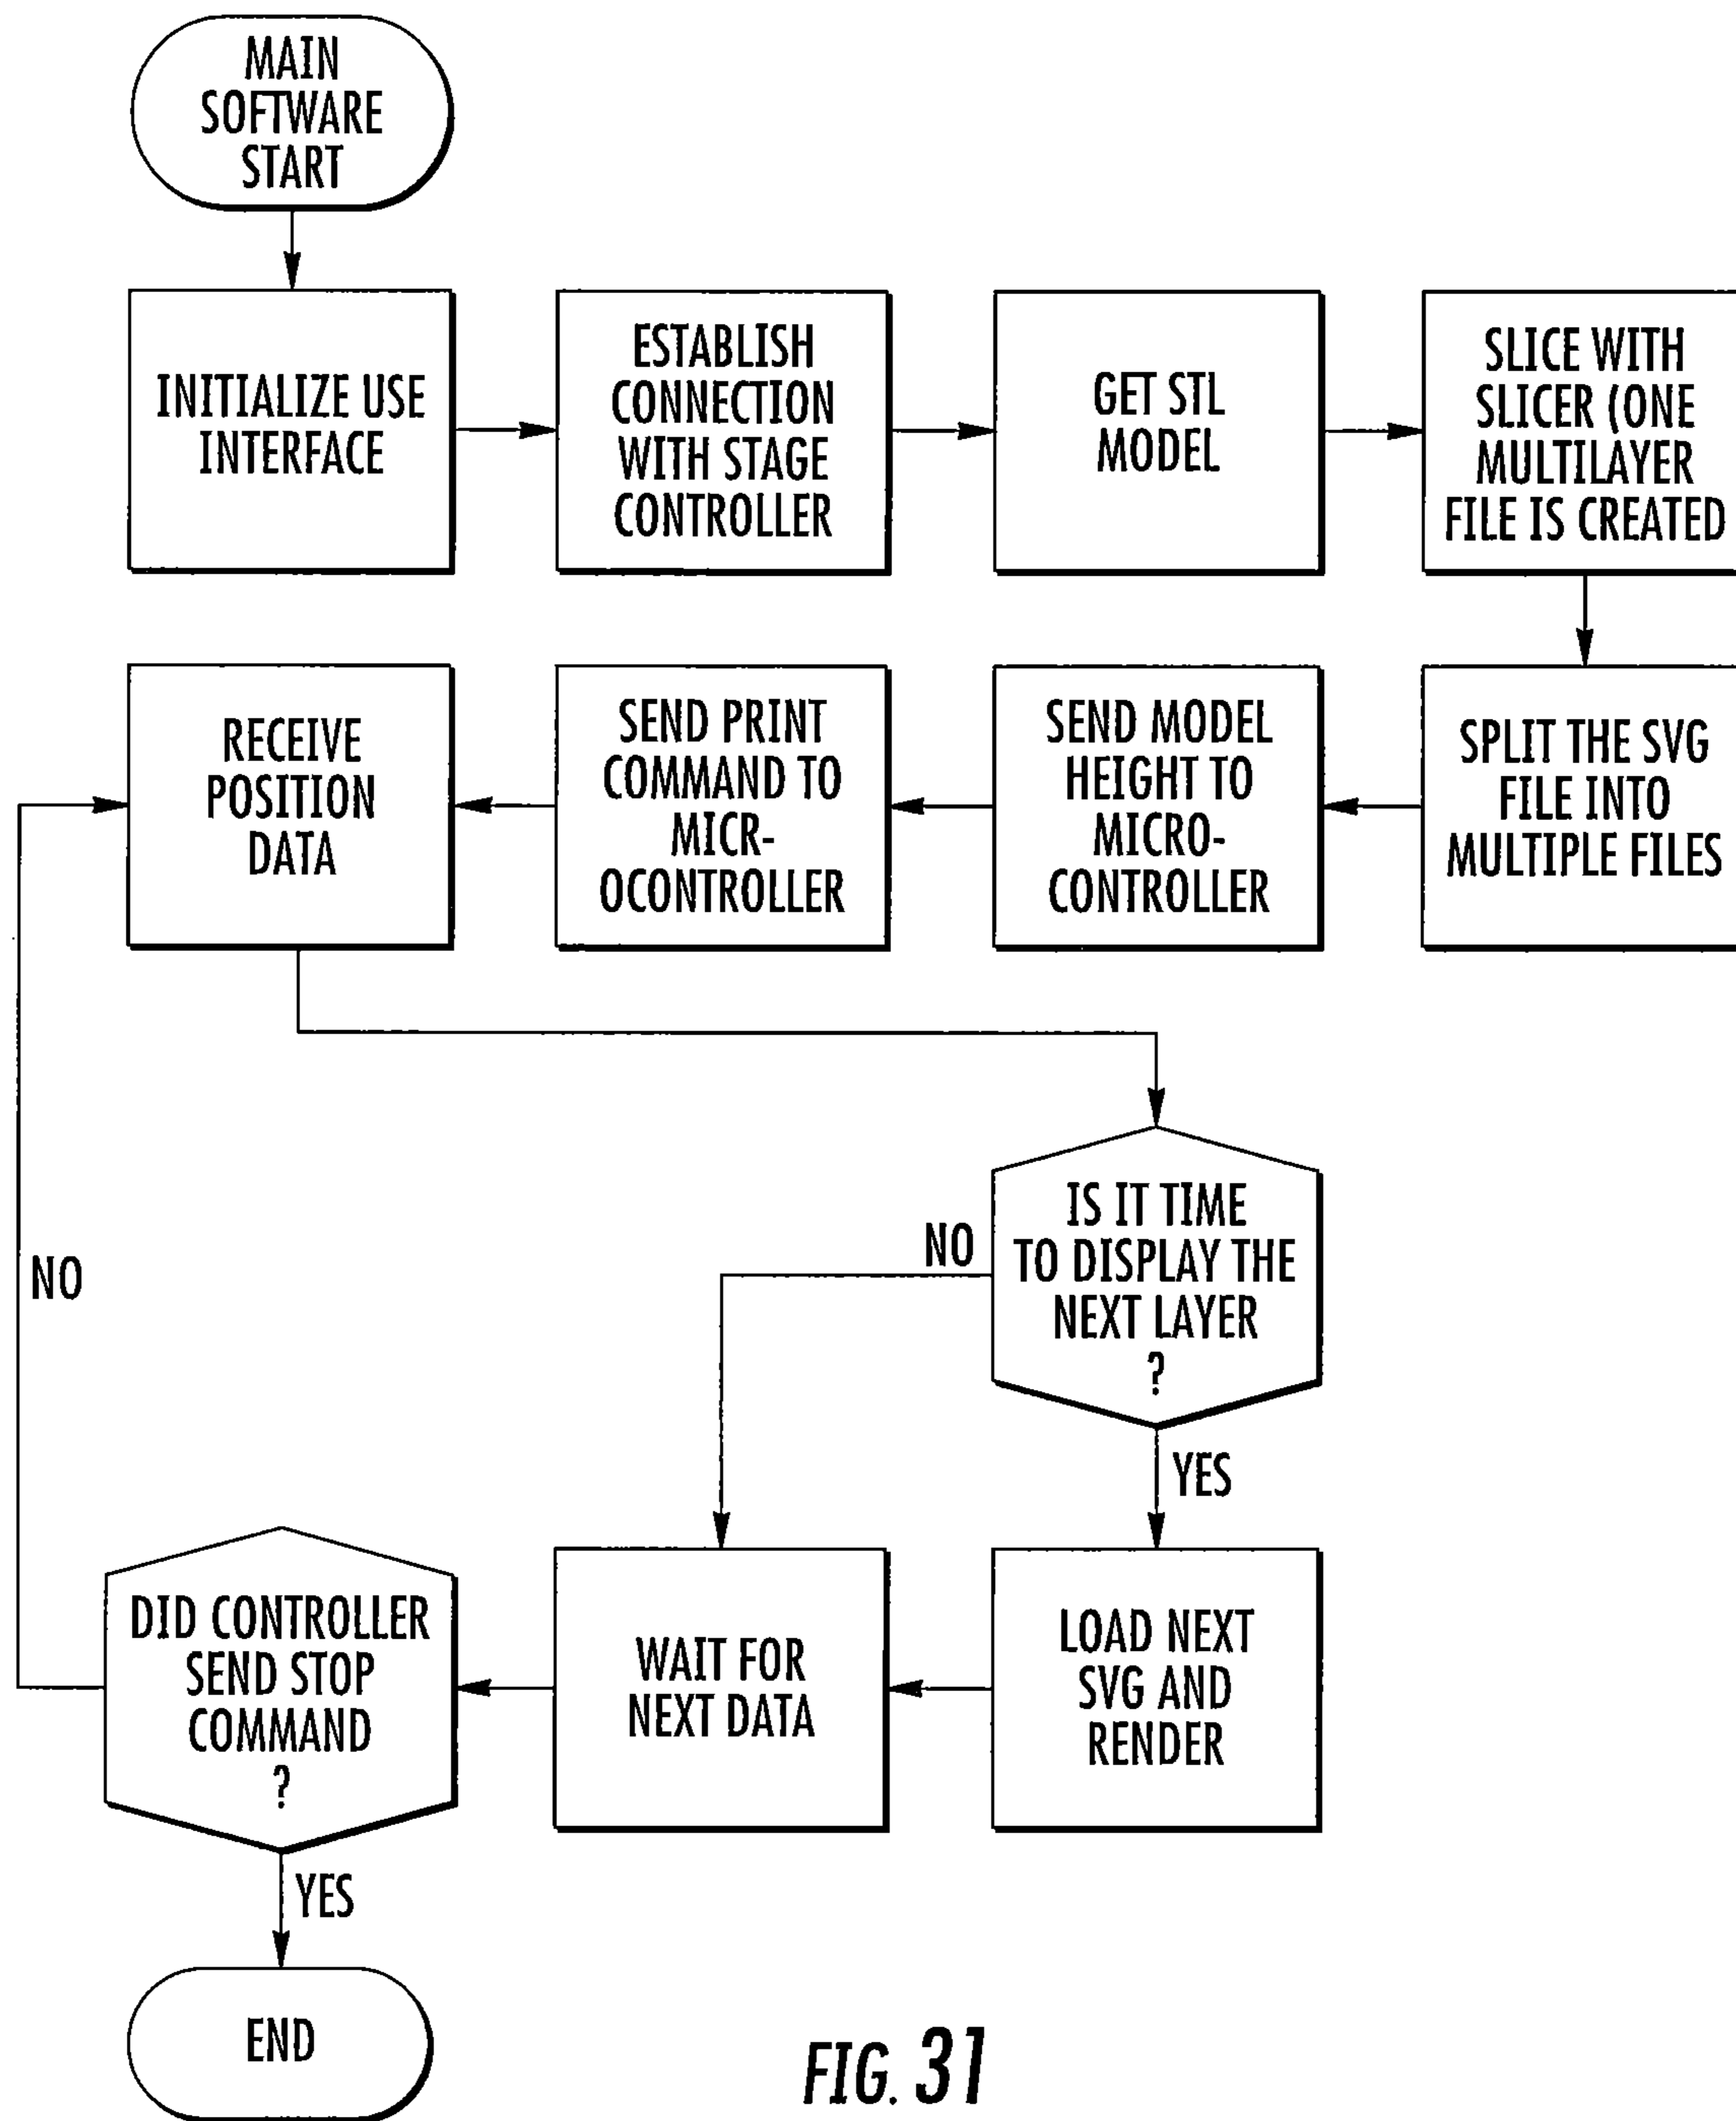 MAIN
SOFTWARE
START
INITIALIZE USE
INTERFACE
ESTABLISH
CONNECTION
WITH STAGE
CONTROLLER
GET STL
MODEL
SLICE WITH
SLICER (ONE
MULTILAYER
FILE IS CREATED
SPLIT THE SVG
FILE INTO
MULTIPLE FILES
SEND MODEL
HEIGHT TO
MICRO-
CONTROLLER
SEND PRINT
COMMAND TO
MICR-
OCONTROLLER
RECEIVE
POSITION
DATA
IS IT TIME
TO DISPLAY THE
NEXT LAYER
?
NO
YES
LOAD NEXT
SVG AND
RENDER
WAIT FOR
NEXT DATA
DID CONTROLLER
SEND STOP
COMMAND
?
NO
YES
END
FIG. 31